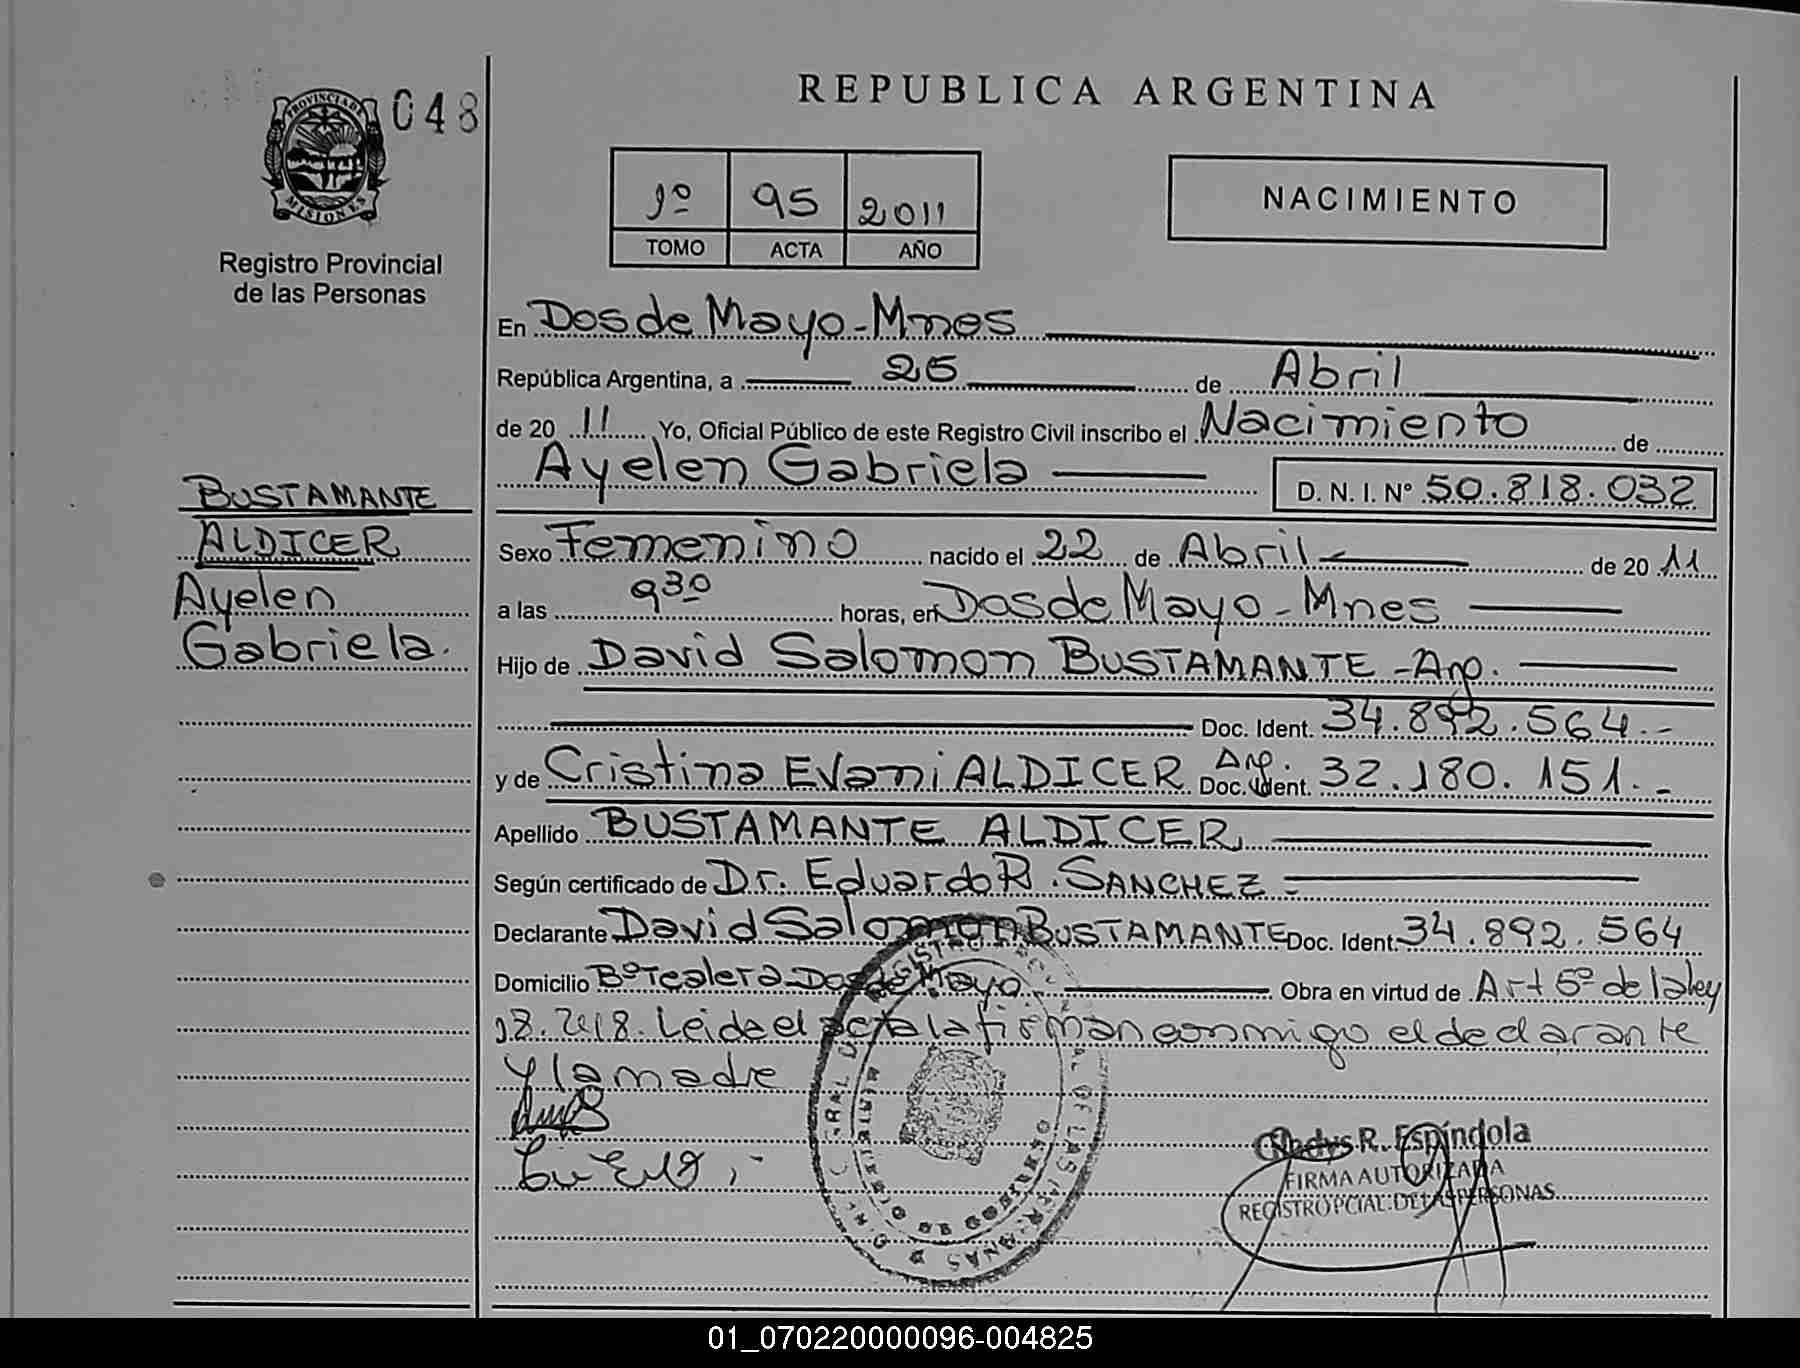 048
REPUBLICA ARGENTINA
PROVINCIA DE
MISIONES
Registro Provincial
de las Personas
1º 95 2011
TOMO ACTA AÑO
NACIMIENTO
En Dos de Mayo - Mnes
República Argentina, a 25 de Abril
de 20 11 Yo, Oficial Público de este Registro Civil inscribo el Nacimiento de
Ayelen Gabriela D. N. I. Nº 50.818.032
BUSTAMANTE
ALDICER
Ayelen
Gabriela.
Sexo Femenino nacido el 22 de Abril de 20 11
a las 9 30 horas, en Dos de Mayo - Mnes
Hijo de David Salomon BUSTAMANTE - Arg.
Doc. Ident. 34.892.564.-
y de Cristina Evani ALDICER Arg. Doc. Ident. 32.180.151.-
Apellido BUSTAMANTE ALDICER
Según certificado de Dr. Eduardo R. SANCHEZ -
Declarante David Salomon BUSTAMANTE Doc. Ident. 34.892.564
Domicilio Bº Tealera Dos de Mayo. Obra en virtud de Art 5º de la ley
18.248. Leide el acta la firman conmigo el declarante
y la madre
Gladys R. Espíndola
FIRMA AUTORIZADA
REGISTRO PCIAL. DE LAS PERSONAS
01_070220000096-004825